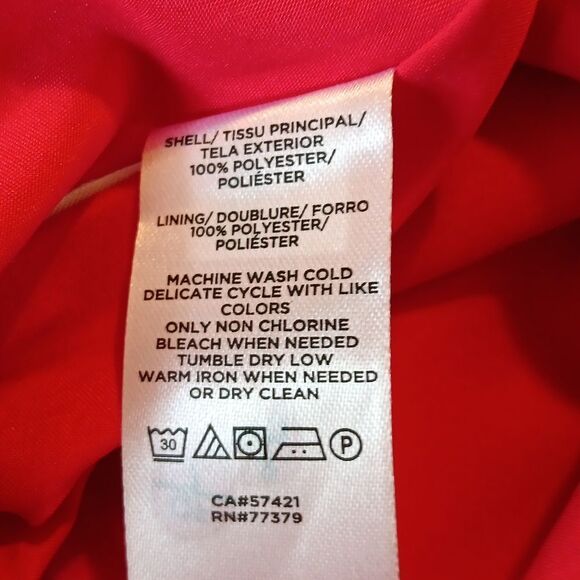 SHELL/ TISSU PRINCIPAL/
TELA EXTERIOR
100% POLYESTER/
POLIÉSTER
LINING/ DOUBLURE/ FORRO
100% POLYESTER/
POLIÉSTER
MACHINE WASH COLD
DELICATE CYCLE WITH LIKE
COLORS
ONLY NON CHLORINE
BLEACH WHEN NEEDED
TUMBLE DRY LOW
WARM IRON WHEN NEEDED
OR DRY CLEAN
30 P
CA#57421
RN#77379